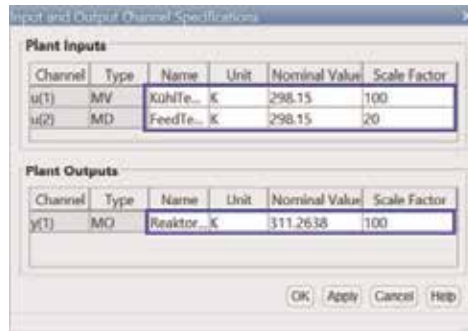 Input and Output Channel Specifications
Plant Inputs
Channel Type Name Unit Nominal Value Scale Factor
u(1) MV KühlTe... K 298.15 100
u(2) MD FeedTe... K 298.15 20
Plant Outputs
Channel Type Name Unit Nominal Value Scale Factor
y(1) MO Reaktor... K 311.2638 100
OK Apply Cancel Help